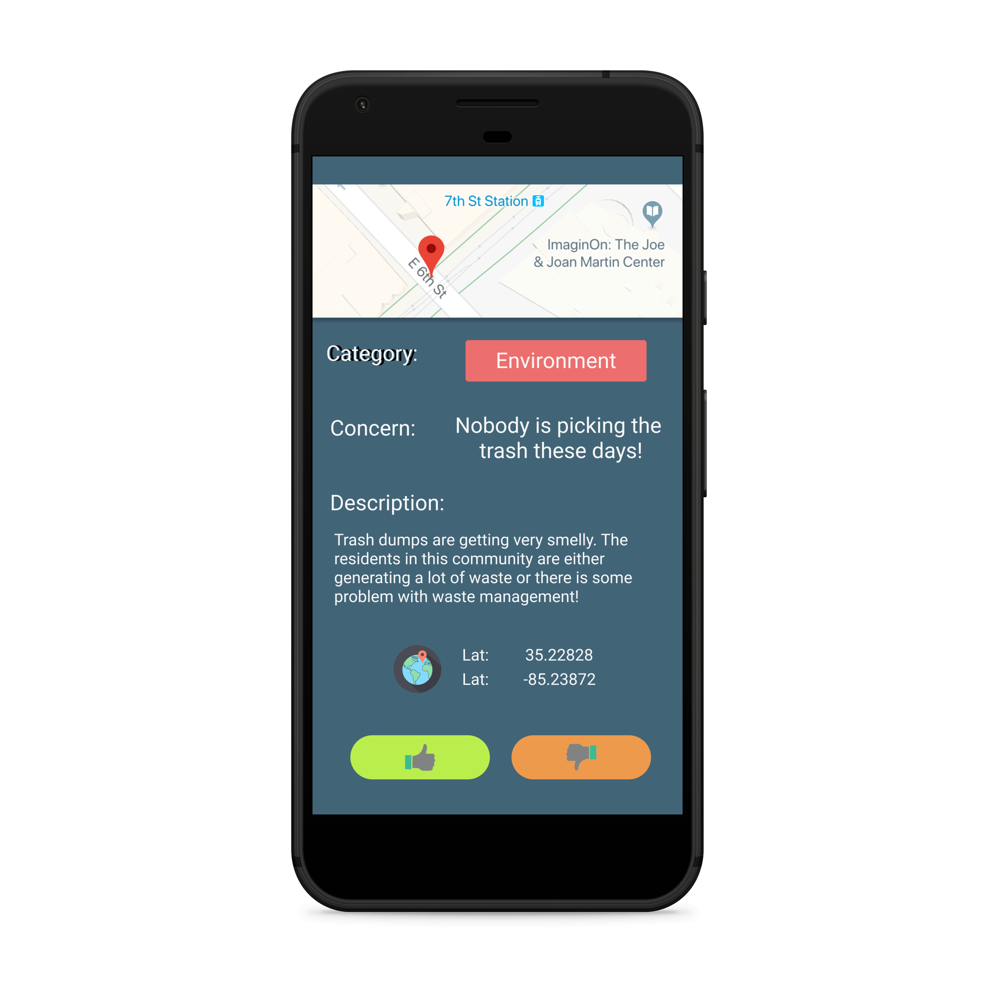 7th St Station
ImaginOn: The Joe
& Joan Martin Center
E 6th St
Category:
Environment
Concern:
Nobody is picking the
trash these days!
Description:
Trash dumps are getting very smelly. The
residents in this community are either
generating a lot of waste or there is some
problem with waste management!
Lat: 35.22828
Lat: -85.23872